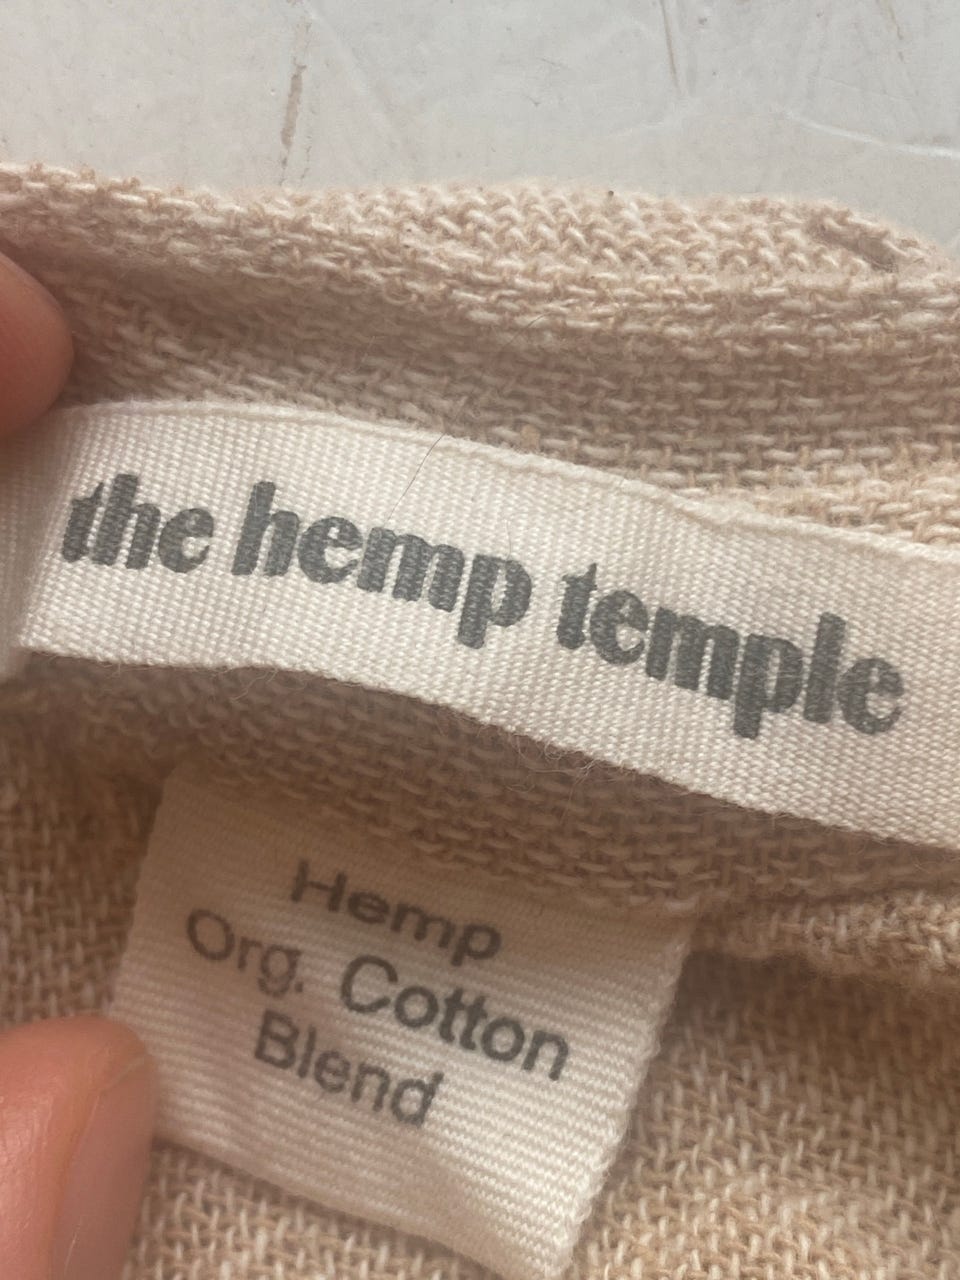 the hemp temple
Hemp
Org. Cotton
Blend